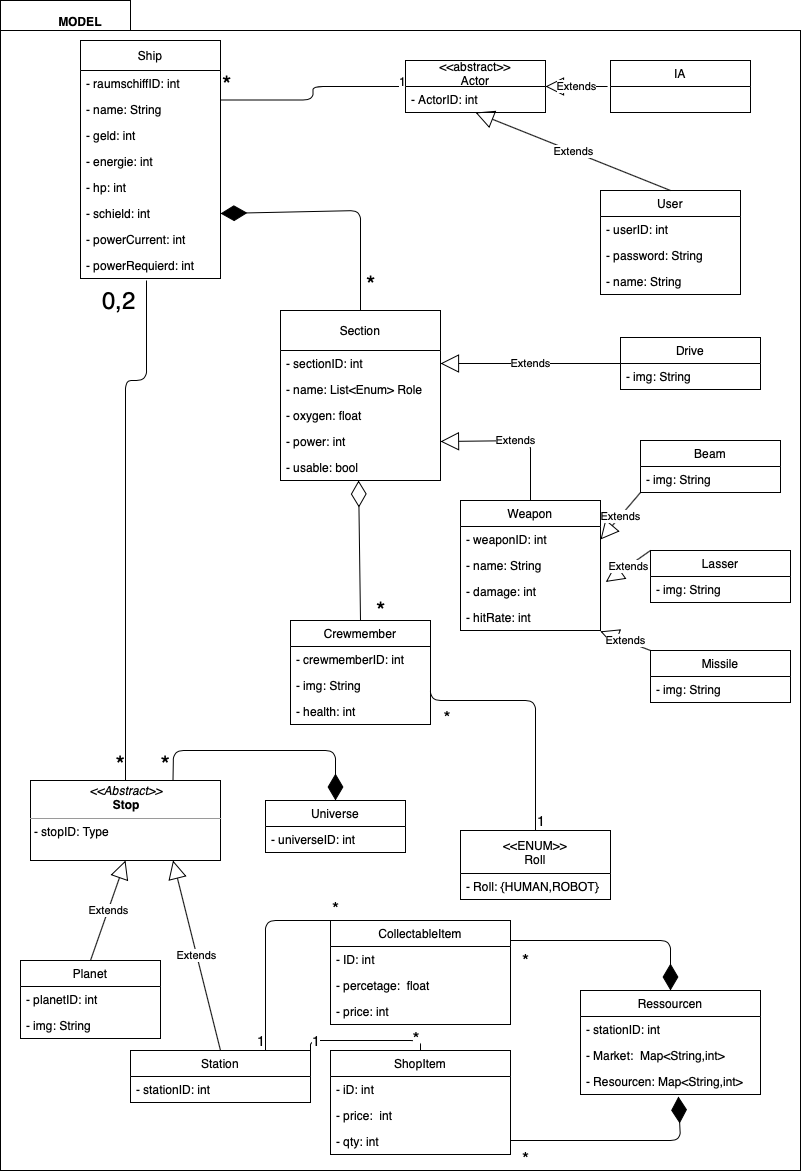 MODEL
Ship
- raumschiffID: int
- name: String
- geld: int
- energie: int
- hp: int
- schield: int
- powerCurrent: int
- powerRequierd: int
*
1
<<abstract>>
Actor
- ActorID: int
Extends
IA
Extends
User
- userID: int
- password: String
- name: String
0,2
*
Section
- sectionID: int
- name: List<Enum> Role
- oxygen: float
- power: int
- usable: bool
Extends
Drive
- img: String
Extends
Weapon
- weaponID: int
- name: String
- damage: int
- hitRate: int
Beam
- img: String
Extends
Extends
Lasser
- img: String
Extends
Missile
- img: String
*
Crewmember
- crewmemberID: int
- img: String
- health: int
*
1
<<ENUM>>
Roll
- Roll: {HUMAN,ROBOT}
*
*
<<Abstract>>
Stop
- stopID: Type
Universe
- universeID: int
Extends
Extends
Planet
- planetID: int
- img: String
*
CollectableItem
- ID: int
- percetage: float
- price: int
*
Ressourcen
- stationID: int
- Market: Map<String,int>
- Resourcen: Map<String,int>
1
1
*
Station
- stationID: int
ShopItem
- iD: int
- price: int
- qty: int
*